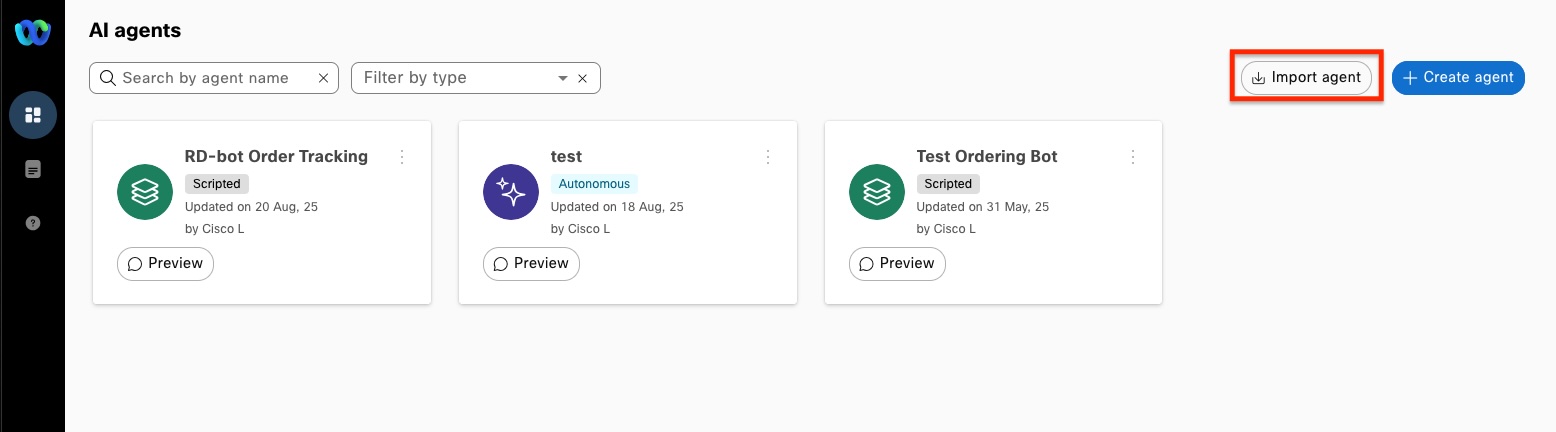 AI agents
Search by agent name
Filter by type
Import agent
Create agent
RD-bot Order Tracking
Scripted
Updated on 20 Aug, 25
by Cisco L
Preview
test
Autonomous
Updated on 18 Aug, 25
by Cisco L
Preview
Test Ordering Bot
Scripted
Updated on 31 May, 25
by Cisco L
Preview